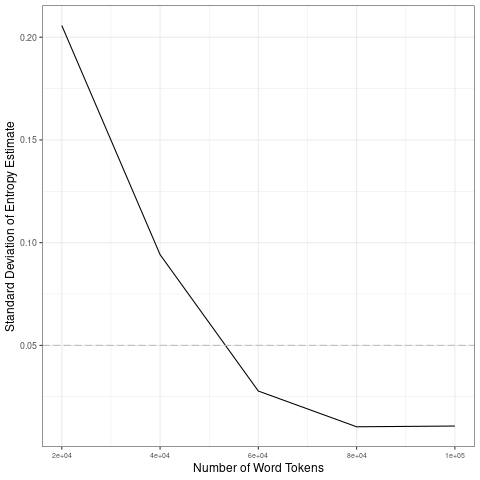 Standard Deviation of Entropy Estimate
0.20
0.15
0.10
0.05
2e+04 4e+04 6e+04 8e+04 1e+05
Number of Word Tokens